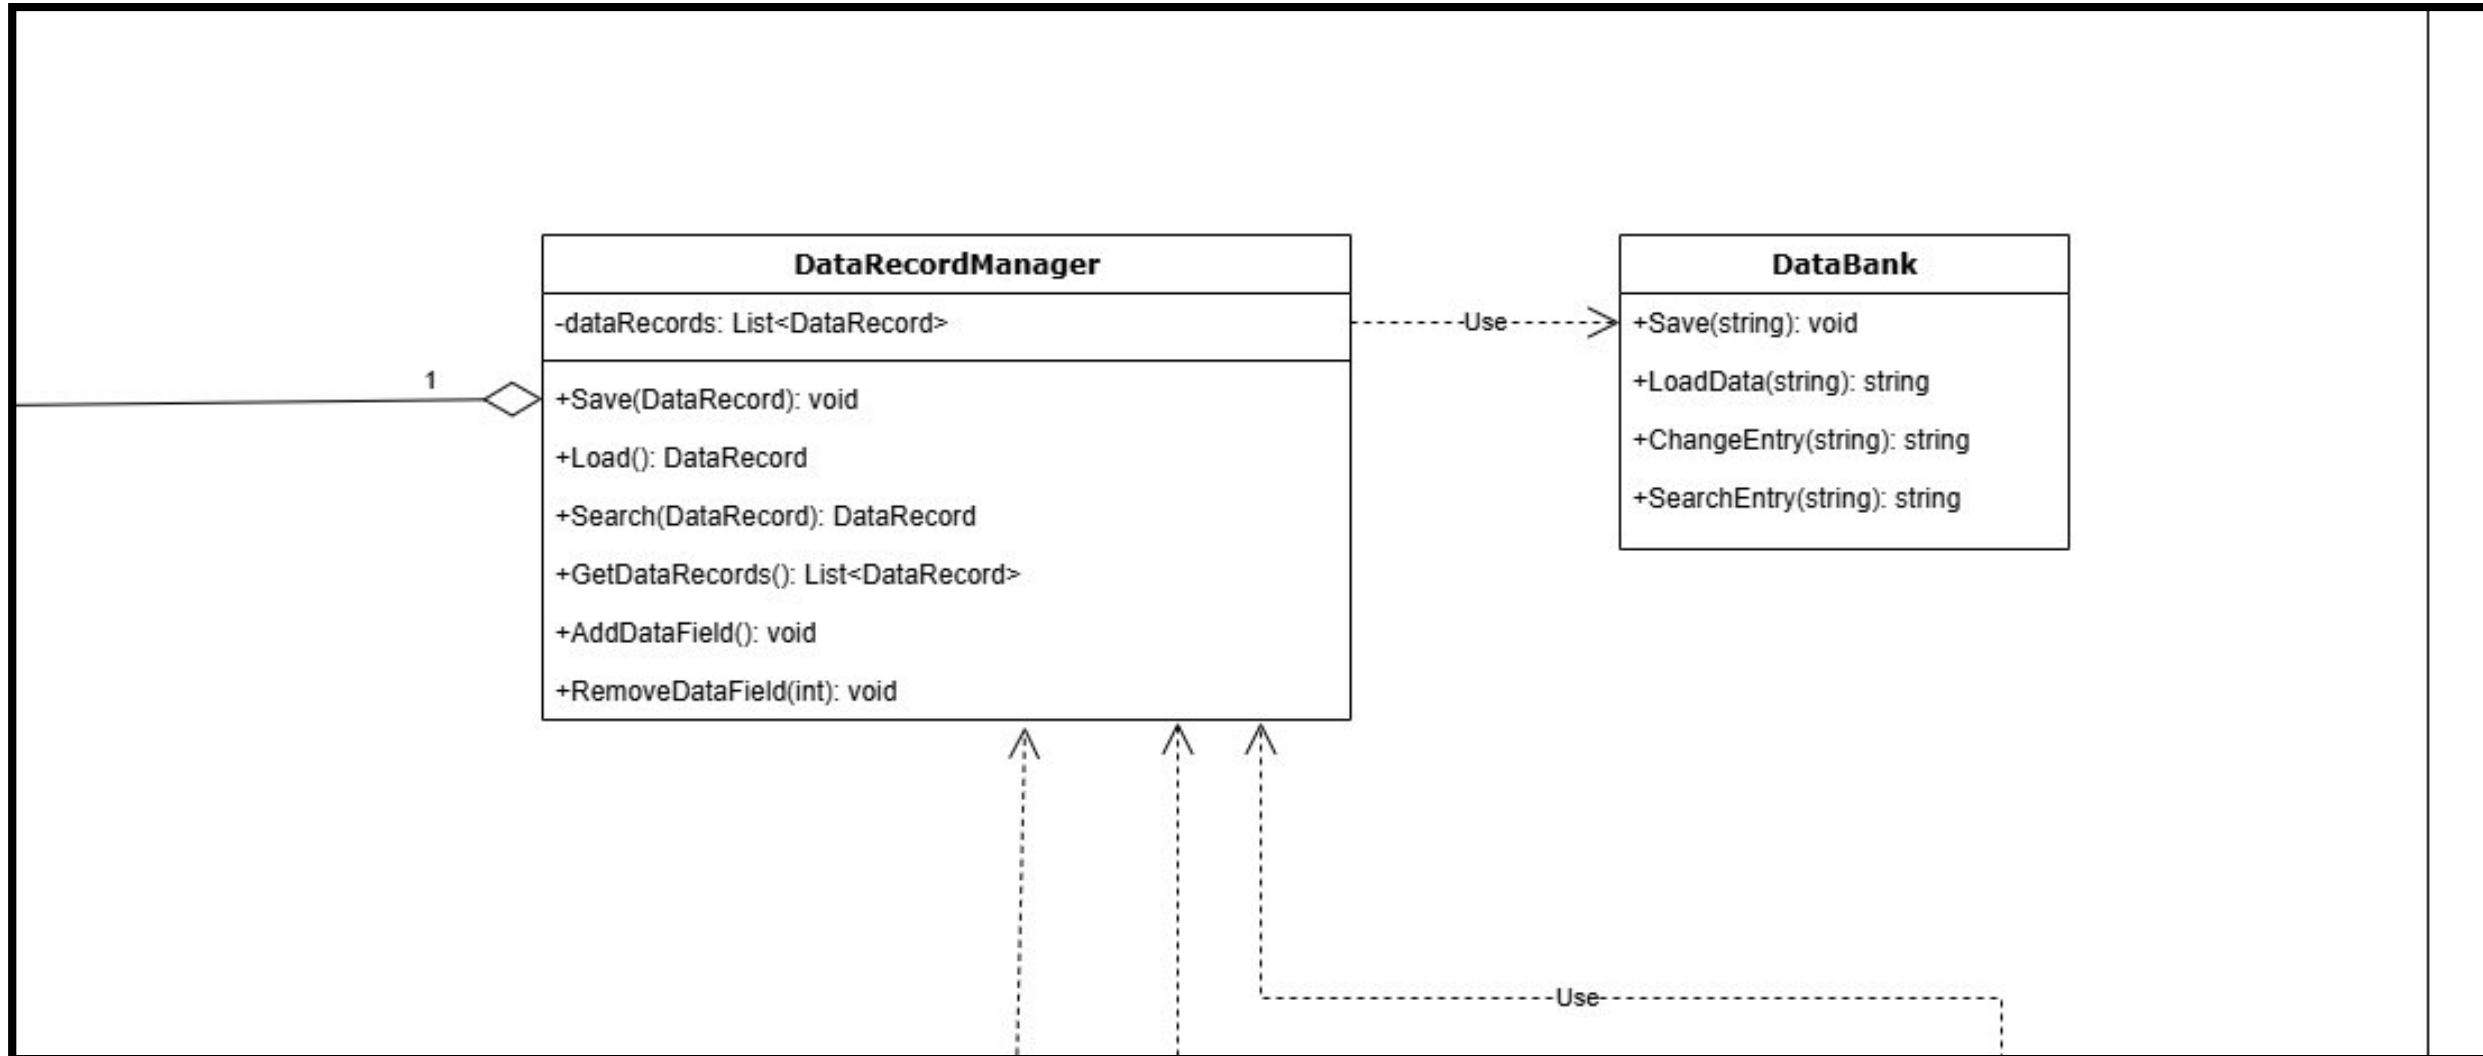 DataRecordManager
-dataRecords: List<DataRecord>
+Save(DataRecord): void
+Load(): DataRecord
+Search(DataRecord): DataRecord
+GetDataRecords(): List<DataRecord>
+AddDataField(): void
+RemoveDataField(int): void
1
Use
DataBank
+Save(string): void
+LoadData(string): string
+ChangeEntry(string): string
+SearchEntry(string): string
Use